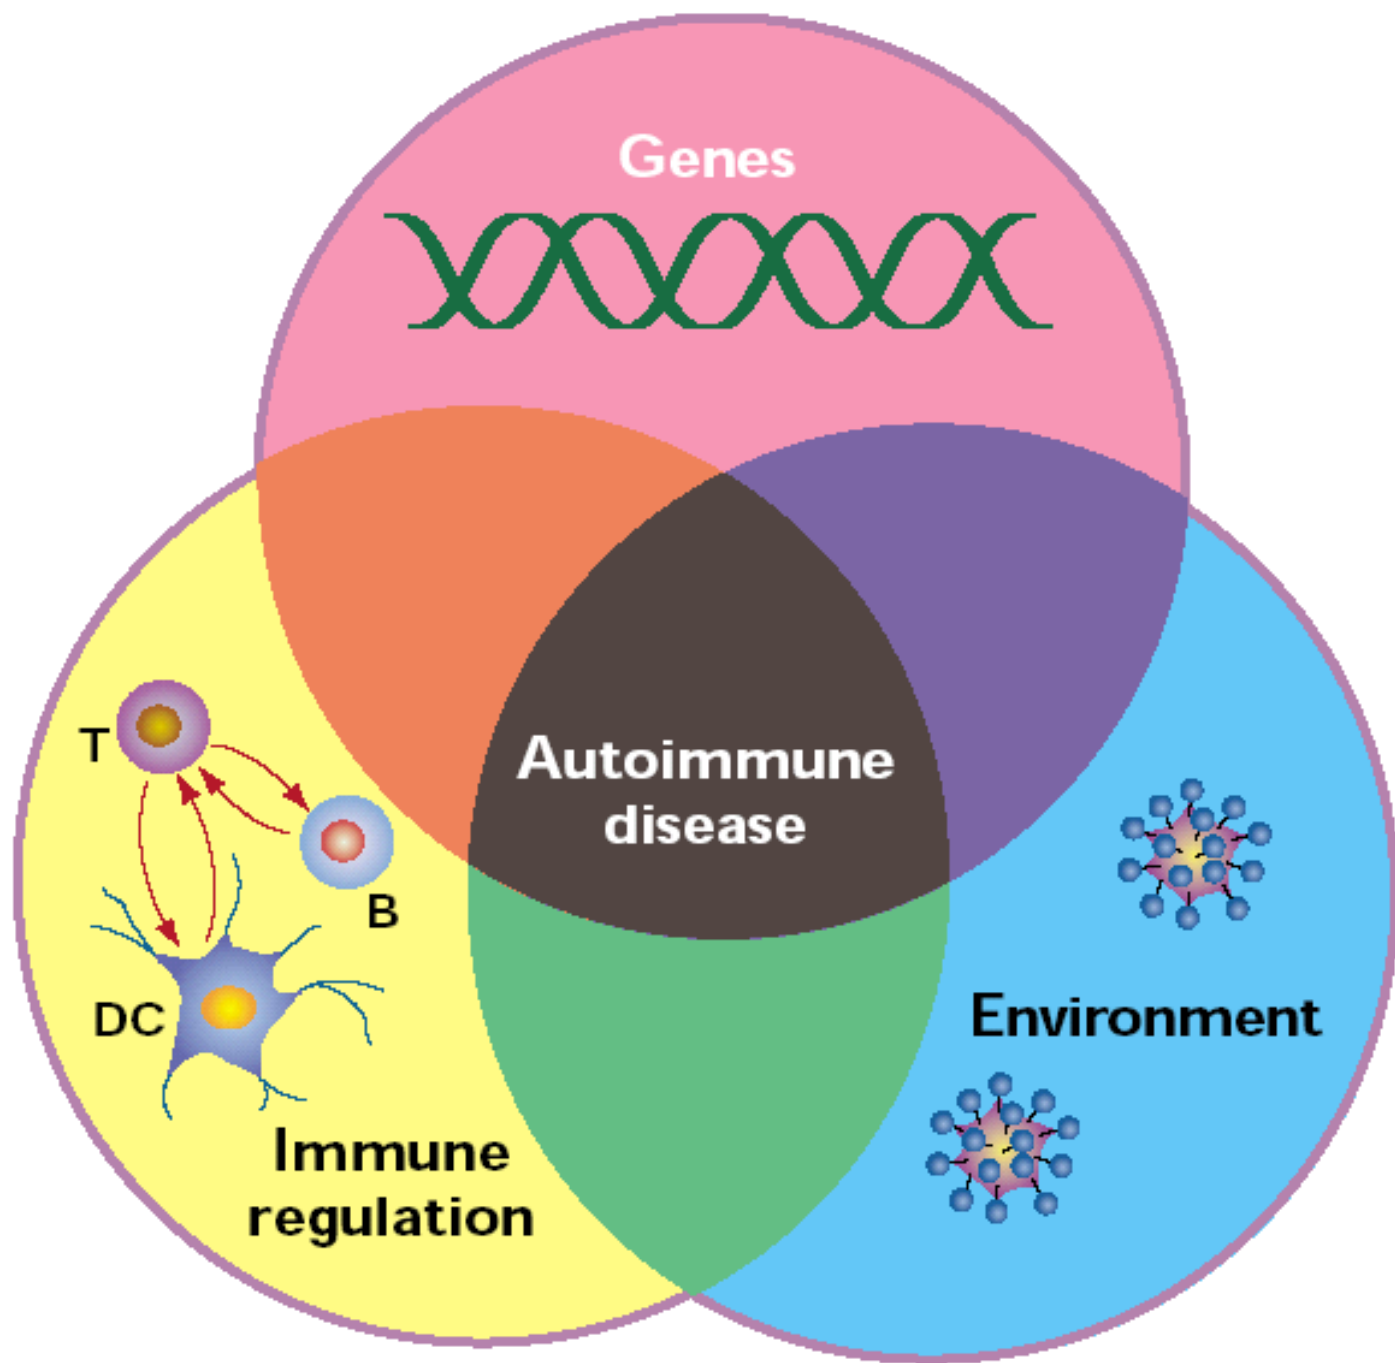 Genes
Autoimmune
disease
T
B
DC
Immune
regulation
Environment